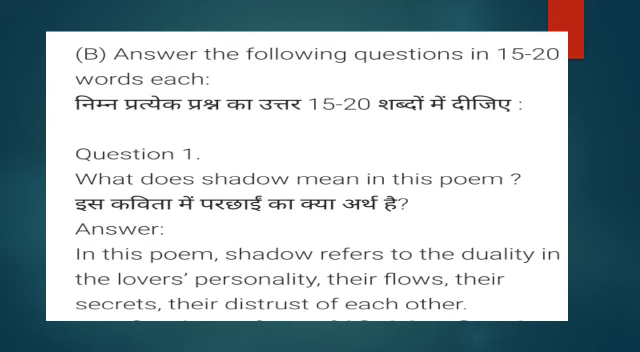 (B) Answer the following questions in 15-20
words each:
निम्न प्रत्येक प्रश्न का उत्तर 15-20 शब्दों में दीजिए :
Question 1.
What does shadow mean in this poem ?
इस कविता में परछाईं का क्या अर्थ है?
Answer:
In this poem, shadow refers to the duality in
the lovers’ personality, their flows, their
secrets, their distrust of each other.